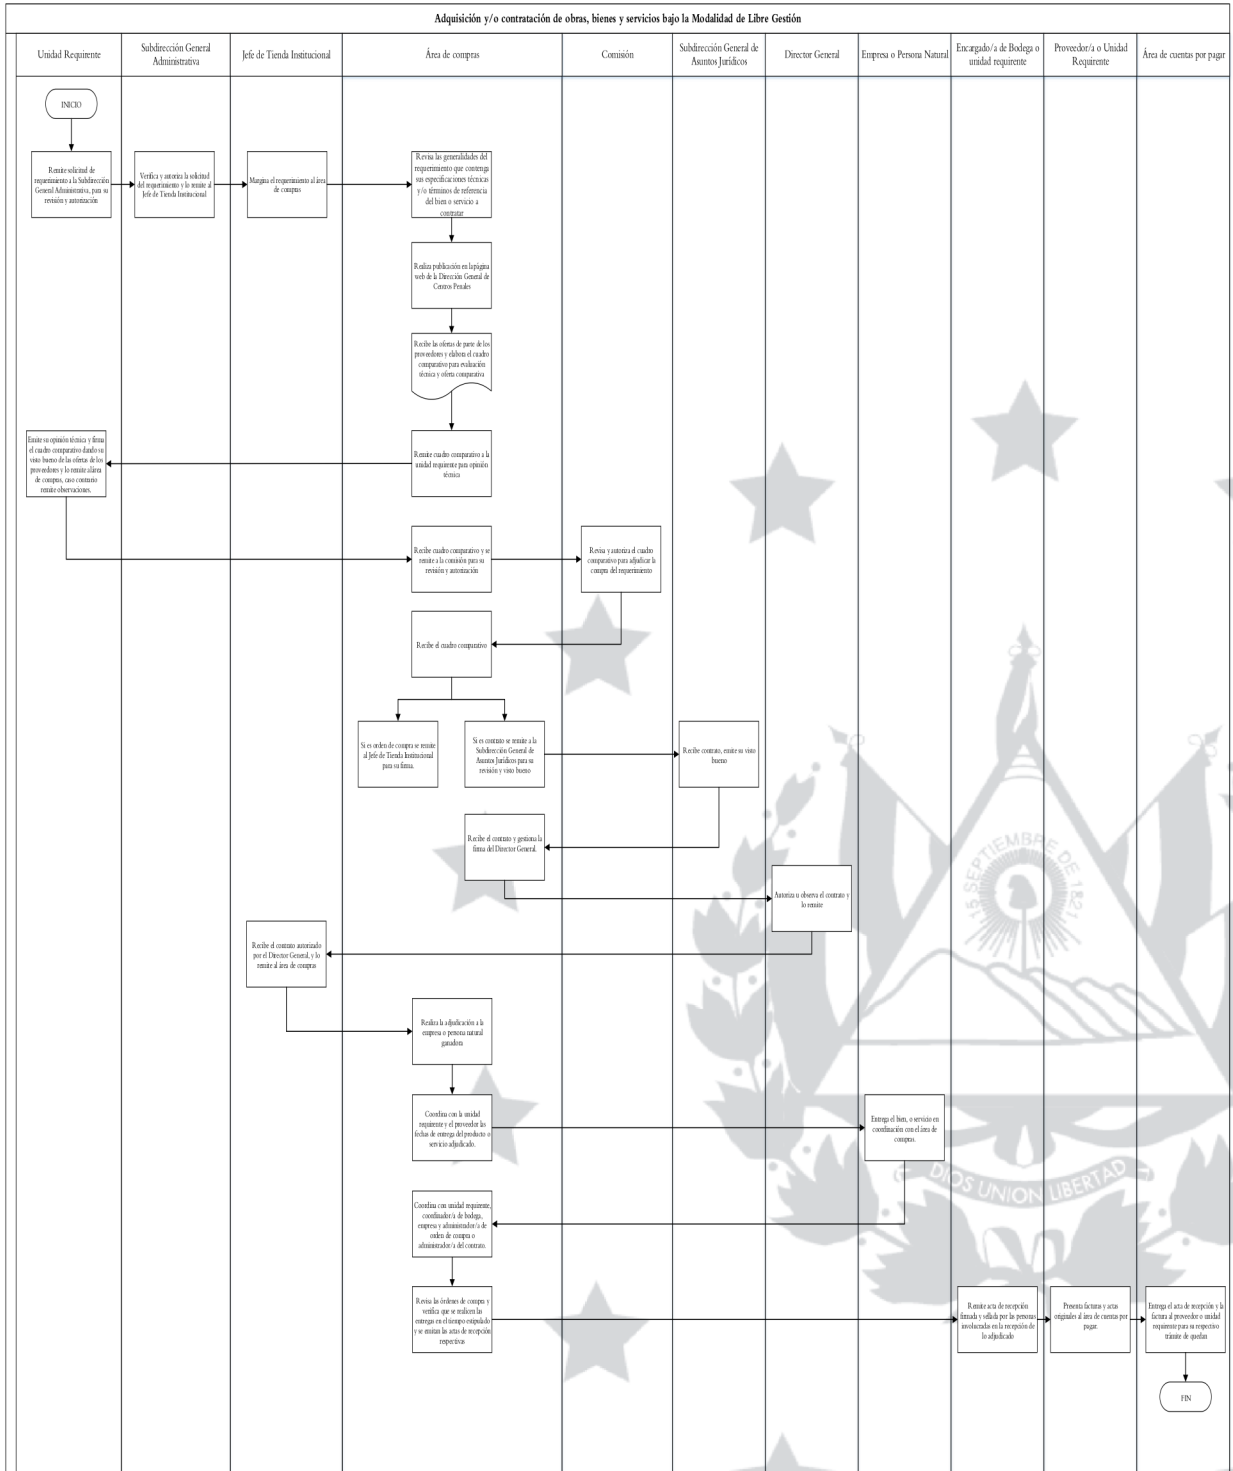 Adquisición y/o contratación de obras, bienes y servicios bajo la Modalidad de Libre Gestión
Unidad Requirente
Subdirección General
Administrativa
Jefe de Tienda Institucional
Área de compras
Comisión
Subdirección General de
Asuntos Jurídicos
Director General
Empresa o Persona Natural
Encargado/a de Bodega o
unidad requirente
Proveedor/a o Unidad
Requirente
Área de cuentas por pagar
INICIO
Remite solicitud de
requerimiento a la Subdirección
General Administrativa, para su
revisión y autorización
Verifica y autoriza la solicitud
del requerimiento y lo remite al
Jefe de Tienda Institucional
Margina el requerimiento al área
de compras
Revisa las generalidades del
requerimiento que contenga
sus especificaciones técnicas
y/o términos de referencia
del bien o servicio a
contratar
Realiza publicación en la página
web de la Dirección General de
Centros Penales
Recibe las ofertas de parte de los
proveedores y elabora el cuadro
comparativo para evaluación
técnica y oferta comparativa
Remite cuadro comparativo a la
unidad requirente para opinión
técnica
Emite su opinión técnica y firma
el cuadro comparativo dando su
visto bueno de las ofertas de los
proveedores y lo remite al área
de compras, caso contrario
remite observaciones.
Recibe cuadro comparativo y se
remite a la comisión para su
revisión y autorización
Revisa y autoriza el cuadro
comparativo para adjudicar la
compra del requerimiento
Recibe el cuadro comparativo
Si es orden de compra se remite
al Jefe de Tienda Institucional
para su firma.
Si es contrato se remite a la
Subdirección General de
Asuntos Jurídicos para su
revisión y visto bueno
Recibe contrato, emite su visto
bueno
Recibe el contrato y gestiona la
firma del Director General.
Autoriza u observa el contrato y
lo remite
Recibe el contrato autorizado
por el Director General, y lo
remite al área de compras
Realiza la adjudicación a la
empresa o persona natural
ganadora
Coordina con la unidad
requirente y el proveedor las
fechas de entrega del producto o
servicio adjudicado.
Entrega el bien, o servicio en
coordinación con el área de
compras.
Coordina con unidad requirente,
coordinador/a de bodega,
empresa y administrador/a de
orden de compra o
administrador/a del contrato.
Revisa las órdenes de compra y
verifica que se realicen las
entregas en el tiempo estipulado
y se emitan las actas de recepción
respectivas
Remite acta de recepción
firmada y sellada por las personas
involucradas en la recepción de
lo adjudicado
Presenta facturas y actas
originales al área de cuentas por
pagar.
Entrega el acta de recepción y la
factura al proveedor o unidad
requirente para su respectivo
trámite de quedan
FIN
15 SEPTIEMBRE DE 1821
DIOS UNION LIBERTAD